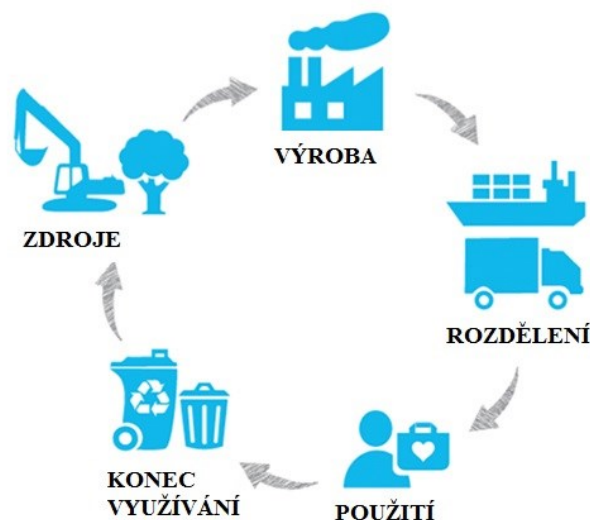 VÝROBA
ZDROJE
ROZDĚLENÍ
KONEC
VYUŽÍVÁNÍ
POUŽITÍ